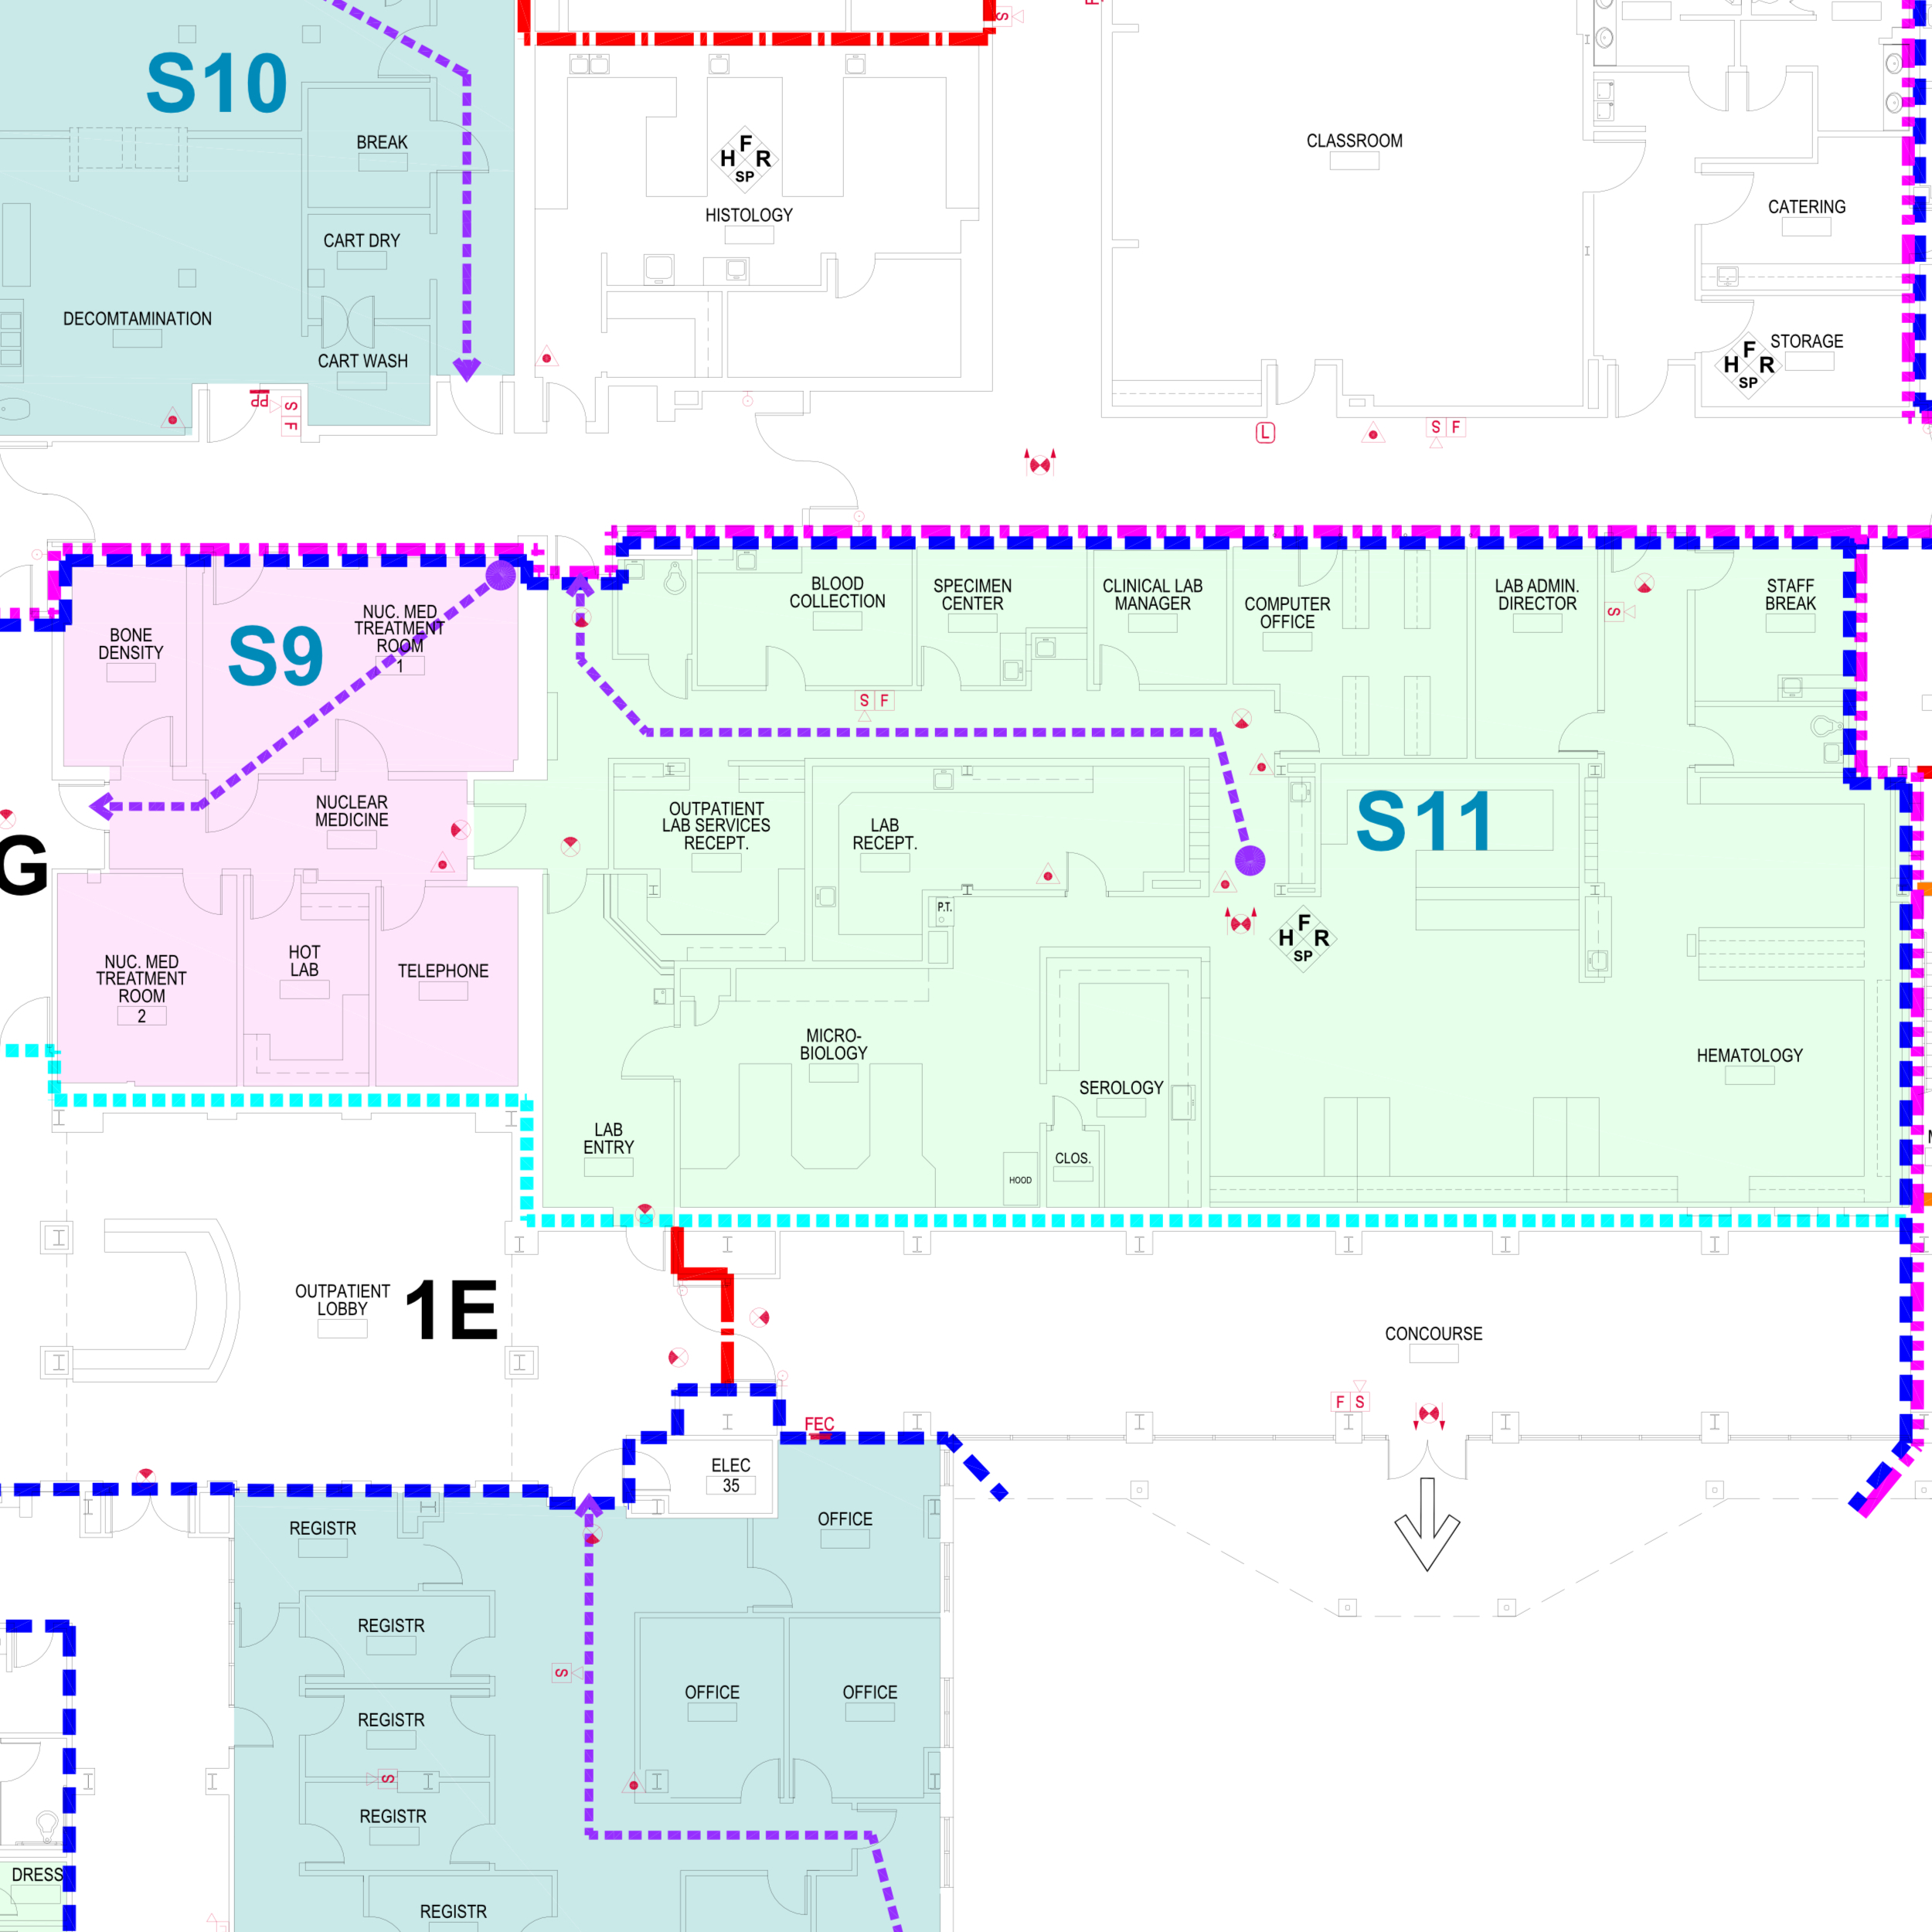 S10
BREAK
CART DRY
DECOMTAMINATION
CART WASH
PP
S
F
S
F
H R
SP
HISTOLOGY
CLASSROOM
CATERING
STORAGE
F
H R
SP
L
S F
S9
BONE
DENSITY
NUC. MED
TREATMENT
ROOM
1
NUCLEAR
MEDICINE
G
NUC. MED
TREATMENT
ROOM
2
HOT
LAB
TELEPHONE
BLOOD
COLLECTION
SPECIMEN
CENTER
CLINICAL LAB
MANAGER
COMPUTER
OFFICE
LAB ADMIN.
DIRECTOR
S
STAFF
BREAK
S F
OUTPATIENT
LAB SERVICES
RECEPT.
LAB
RECEPT.
S11
P.T.
F
H R
SP
MICRO-
BIOLOGY
SEROLOGY
HEMATOLOGY
LAB
ENTRY
CLOS.
HOOD
OUTPATIENT
LOBBY
1E
CONCOURSE
F S
FEC
ELEC
35
REGISTR
OFFICE
REGISTR
S
OFFICE
OFFICE
REGISTR
S
REGISTR
DRESS
REGISTR